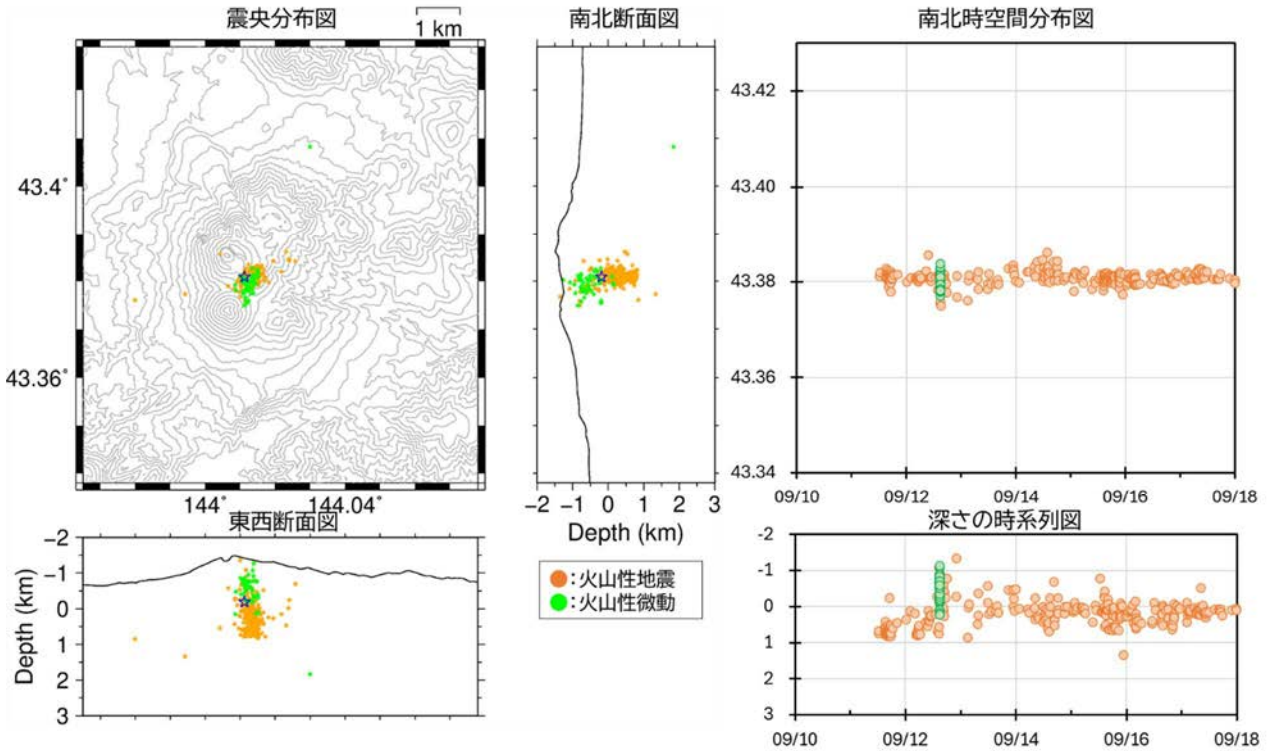 震央分布図
1 km
43.4°
43.36°
144°
144.04°
南北断面図
−2 −1 0 1 2 3
Depth (km)
南北時空間分布図
43.42
43.40
43.38
43.36
43.34
09/10 09/12 09/14 09/16 09/18
東西断面図
Depth (km)
−2
−1
0
1
2
3
●:火山性地震
●:火山性微動
深さの時系列図
-2
-1
0
1
2
3
09/10 09/12 09/14 09/16 09/18